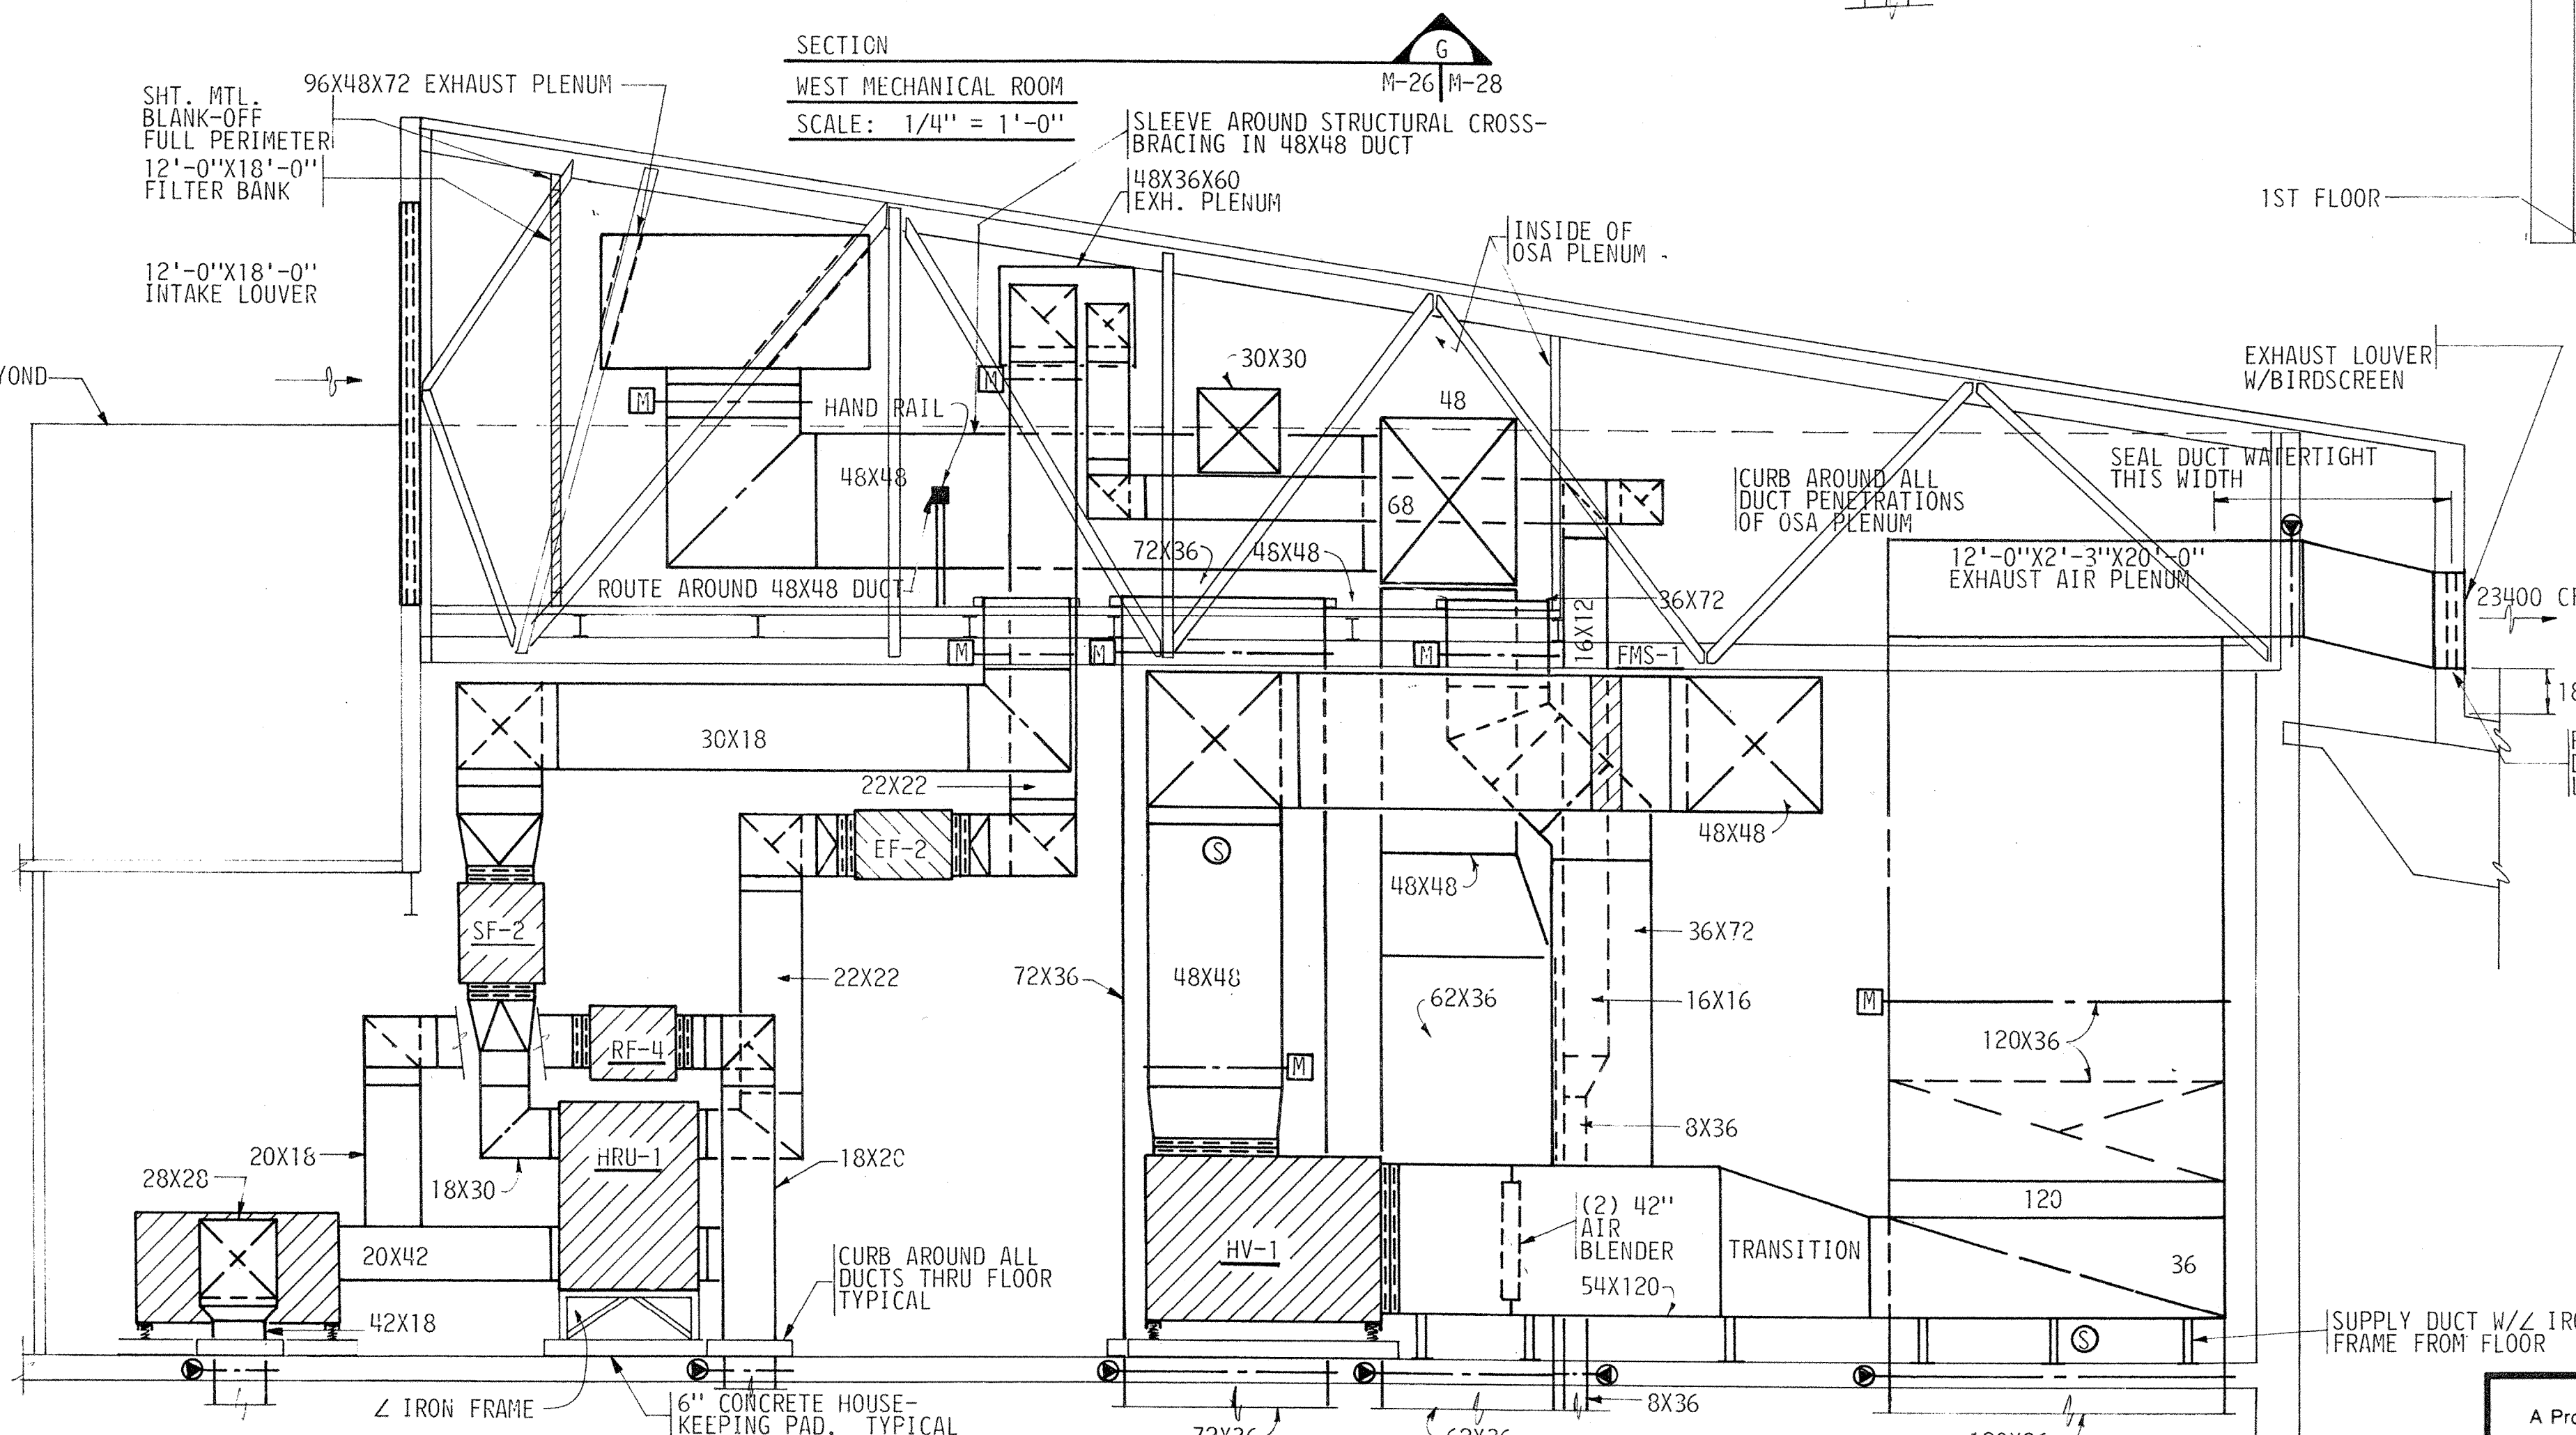 SECTION
G
WEST MECHANICAL ROOM
M-26 M-28
SCALE: 1/4" = 1'-0"
SHT. MTL.
BLANK-OFF
FULL PERIMETER
96X48X72 EXHAUST PLENUM
12'-0"X18'-0"
FILTER BANK
12'-0"X18'-0"
INTAKE LOUVER
SLEEVE AROUND STRUCTURAL CROSS-
BRACING IN 48X48 DUCT
48X36X60
EXH. PLENUM
INSIDE OF
OSA PLENUM
1ST FLOOR
EXHAUST LOUVER
W/BIRDSCREEN
30X30
48
M
M
HAND RAIL
48X48
68
CURB AROUND ALL
DUCT PENETRATIONS
OF OSA PLENUM
SEAL DUCT WATERTIGHT
THIS WIDTH
ROUTE AROUND 48X48 DUCT
72X36
48X48
36X72
16X12
12'-0"X2'-3"X20'-0"
EXHAUST AIR PLENUM
23400
M
M
M
FMS-1
18
30X18
22X22
48X48
EF-2
S
48X48
SF-2
22X22
72X36
48X48
62X36
36X72
16X16
M
120X36
RF-4
M
8X36
20X18
28X28
18X30
HRU-1
18X20
20X42
42X18
CURB AROUND ALL
DUCTS THRU FLOOR
TYPICAL
HV-1
(2) 42"
AIR
BLENDER
54X120
TRANSITION
120
36
S
SUPPLY DUCT W/∠
FRAME FROM FLOOR
∠ IRON FRAME
6" CONCRETE HOUSE-
KEEPING PAD. TYPICAL
72X36
62X36
8X36
A